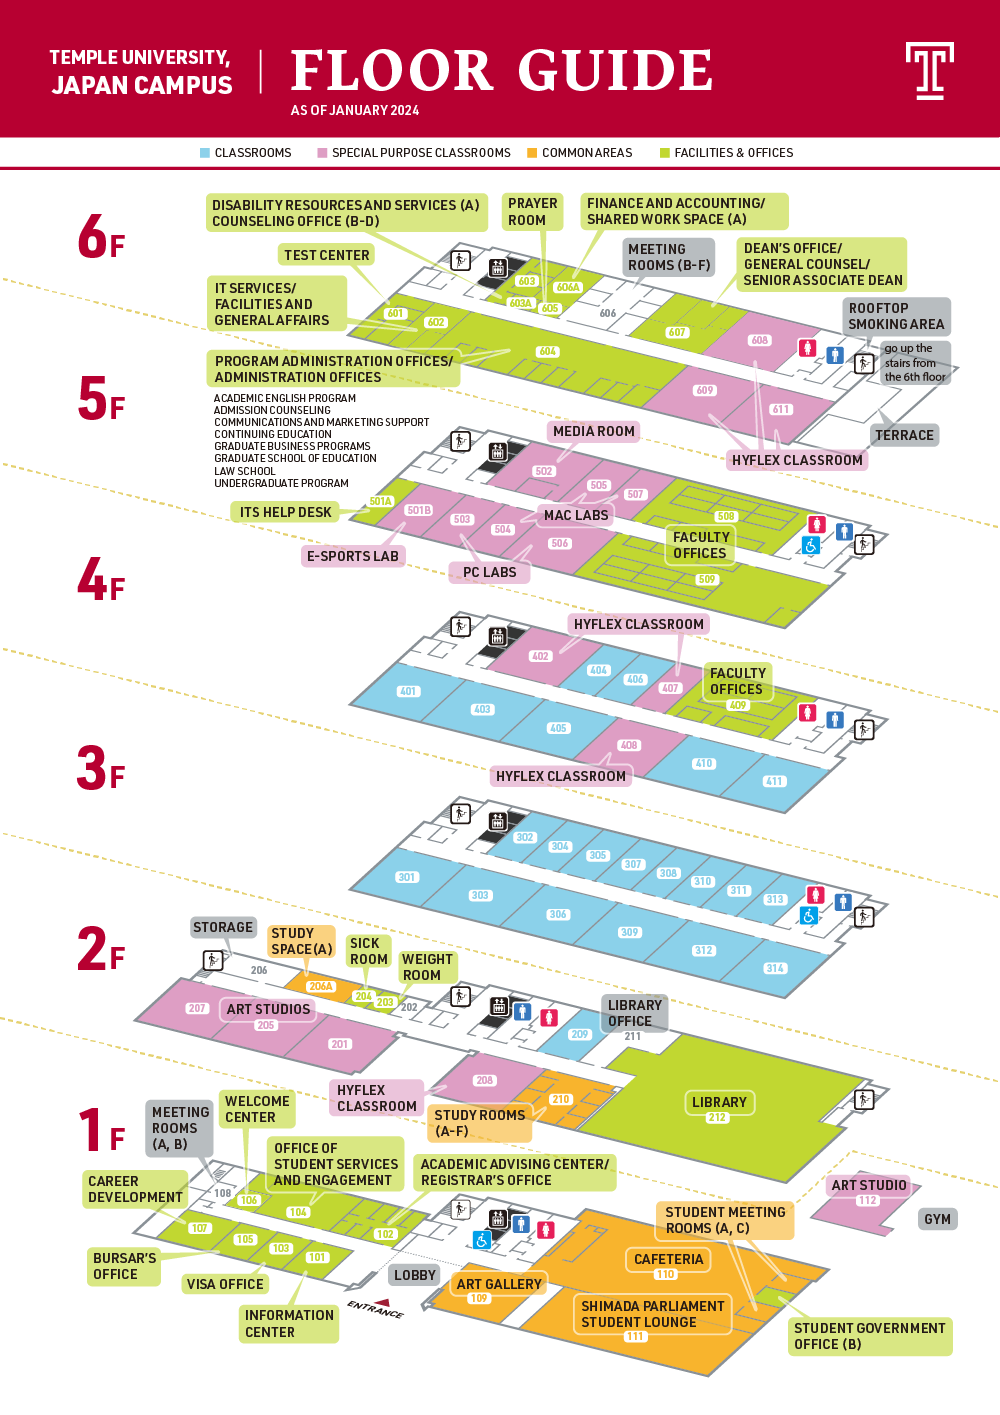 TEMPLE UNIVERSITY,
JAPAN CAMPUS
FLOOR GUIDE
AS OF JANUARY 2024
T
CLASSROOMS
SPECIAL PURPOSE CLASSROOMS
COMMON AREAS
FACILITIES & OFFICES
6F
DISABILITY RESOURCES AND SERVICES (A)
COUNSELING OFFICE (B-D)
PRAYER
ROOM
FINANCE AND ACCOUNTING/
SHARED WORK SPACE (A)
TEST CENTER
MEETING
ROOMS (B-F)
DEAN'S OFFICE/
GENERAL COUNSEL/
SENIOR ASSOCIATE DEAN
IT SERVICES/
FACILITIES AND
GENERAL AFFAIRS
ROOFTOP
SMOKING AREA
go up the
stairs from
the 6th floor
603
606A
603A
605
606
601
602
607
608
604
609
611
TERRACE
HYFLEX CLASSROOM
PROGRAM ADMINISTRATION OFFICES/
ADMINISTRATION OFFICES
ACADEMIC ENGLISH PROGRAM
ADMISSION COUNSELING
COMMUNICATIONS AND MARKETING SUPPORT
CONTINUING EDUCATION
GRADUATE BUSINESS PROGRAMS
GRADUATE SCHOOL OF EDUCATION
LAW SCHOOL
UNDERGRADUATE PROGRAM
5F
MEDIA ROOM
502
505
507
501A
501B
503
504
506
508
509
MAC LABS
FACULTY
OFFICES
ITS HELP DESK
E-SPORTS LAB
PC LABS
4F
HYFLEX CLASSROOM
402
404
406
407
FACULTY
OFFICES
409
401
403
405
408
410
411
HYFLEX CLASSROOM
3F
302
304
305
307
308
310
311
313
301
303
306
309
312
314
2F
STORAGE
STUDY
SPACE(A)
SICK
ROOM
WEIGHT
ROOM
206
206A
204
203
202
207
ART STUDIOS
205
201
LIBRARY
OFFICE
209
211
208
210
HYFLEX
CLASSROOM
STUDY ROOMS
(A-F)
LIBRARY
212
1F
MEETING
ROOMS
(A, B)
WELCOME
CENTER
OFFICE OF
STUDENT SERVICES
AND ENGAGEMENT
ACADEMIC ADVISING CENTER/
REGISTRAR'S OFFICE
CAREER
DEVELOPMENT
108
106
104
102
107
105
103
101
BURSAR'S
OFFICE
VISA OFFICE
INFORMATION
CENTER
LOBBY
ENTRANCE
ART GALLERY
109
CAFETERIA
110
SHIMADA PARLIAMENT
STUDENT LOUNGE
111
STUDENT MEETING
ROOMS (A, C)
STUDENT GOVERNMENT
OFFICE (B)
ART STUDIO
112
GYM